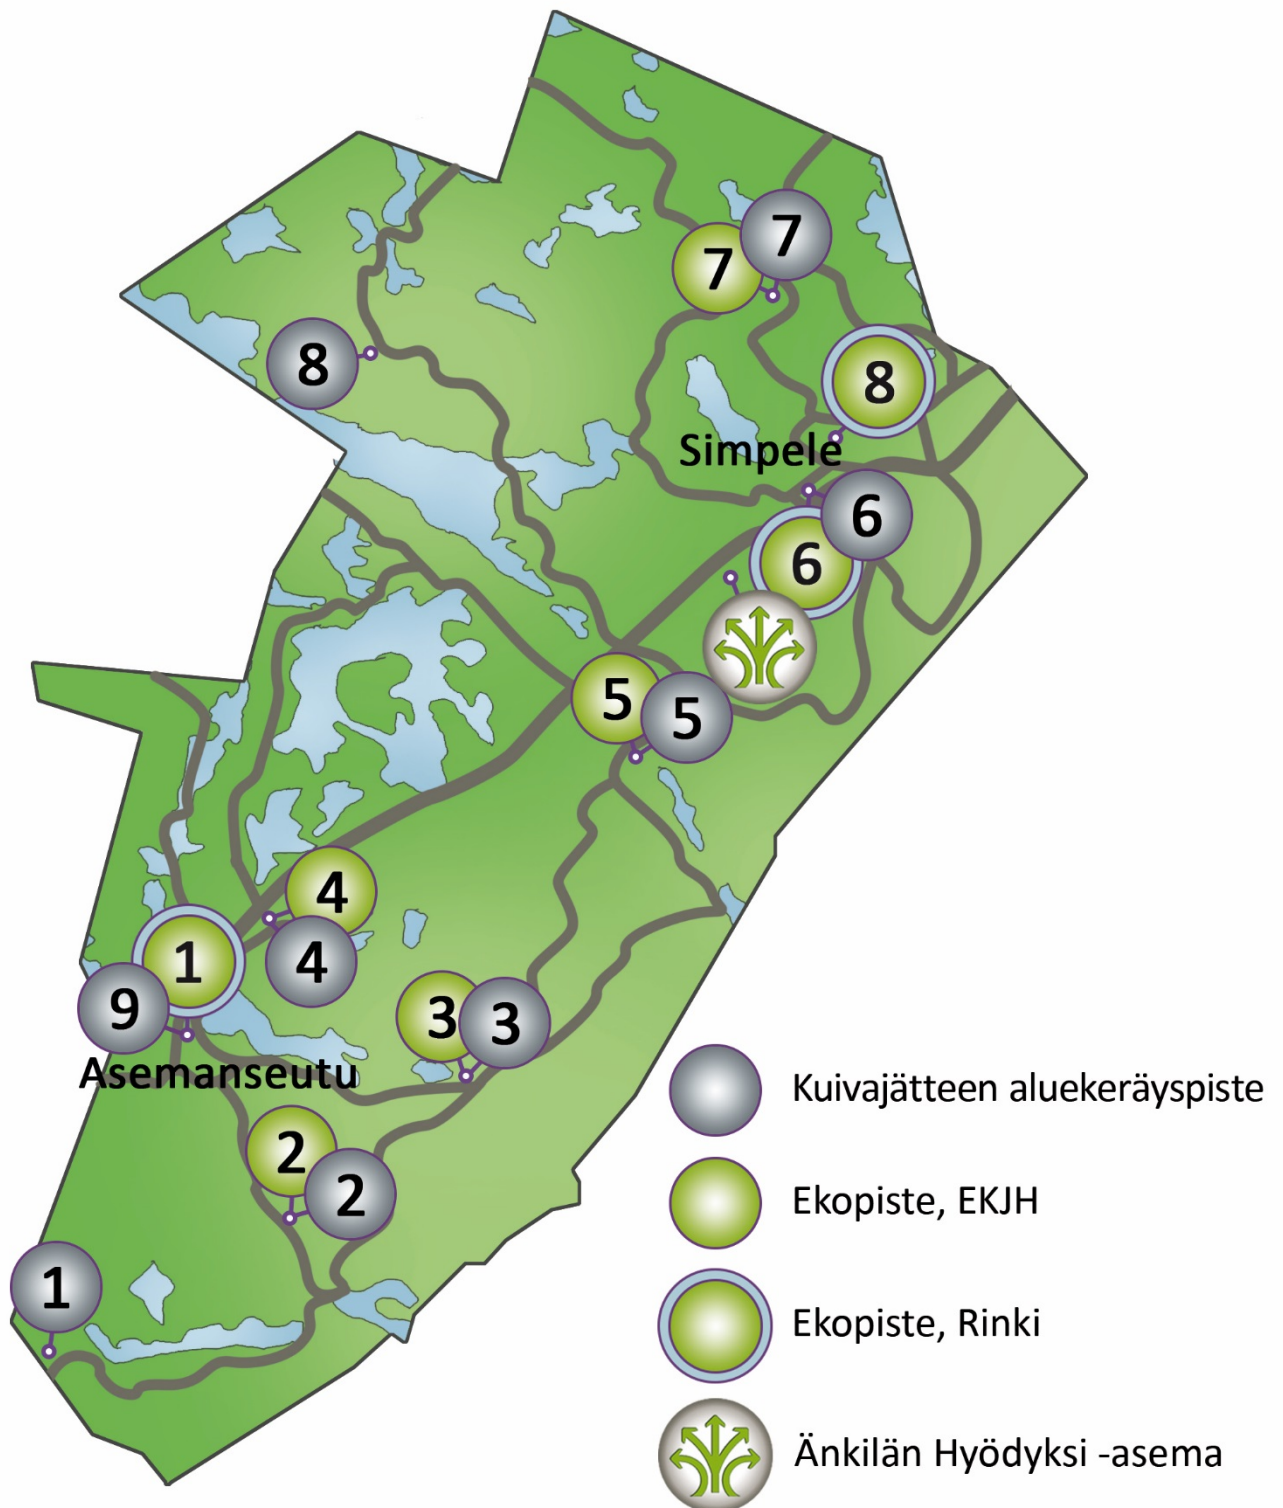 7
7
8
8
Simpele
6
6
5
5
4
4
1
9
3
3
Asemanseutu
2
2
1
Kuivajätteen aluekeräyspiste
Ekopiste, EKJH
Ekopiste, Rinki
Änkilän Hyödyksi -asema